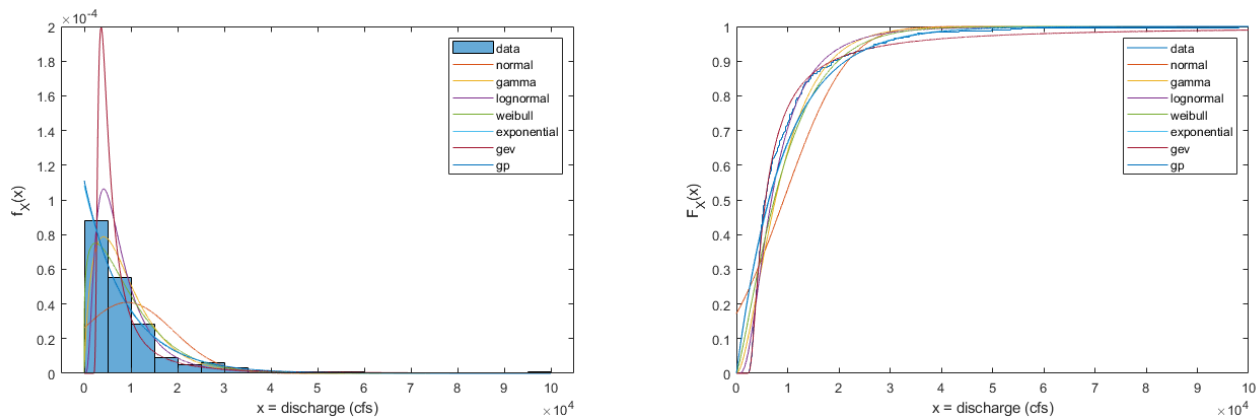 ×10⁻⁴
2
1.8
1.6
1.4
1.2
1
0.8
0.6
0.4
0.2
0
f_X(x)
0 1 2 3 4 5 6 7 8 9 10
x = discharge (cfs)
×10⁴
data
normal
gamma
lognormal
weibull
exponential
gev
gp
1
0.9
0.8
0.7
0.6
0.5
0.4
0.3
0.2
0.1
0
F_X(x)
0 1 2 3 4 5 6 7 8 9 10
x = discharge (cfs)
×10⁴
data
normal
gamma
lognormal
weibull
exponential
gev
gp